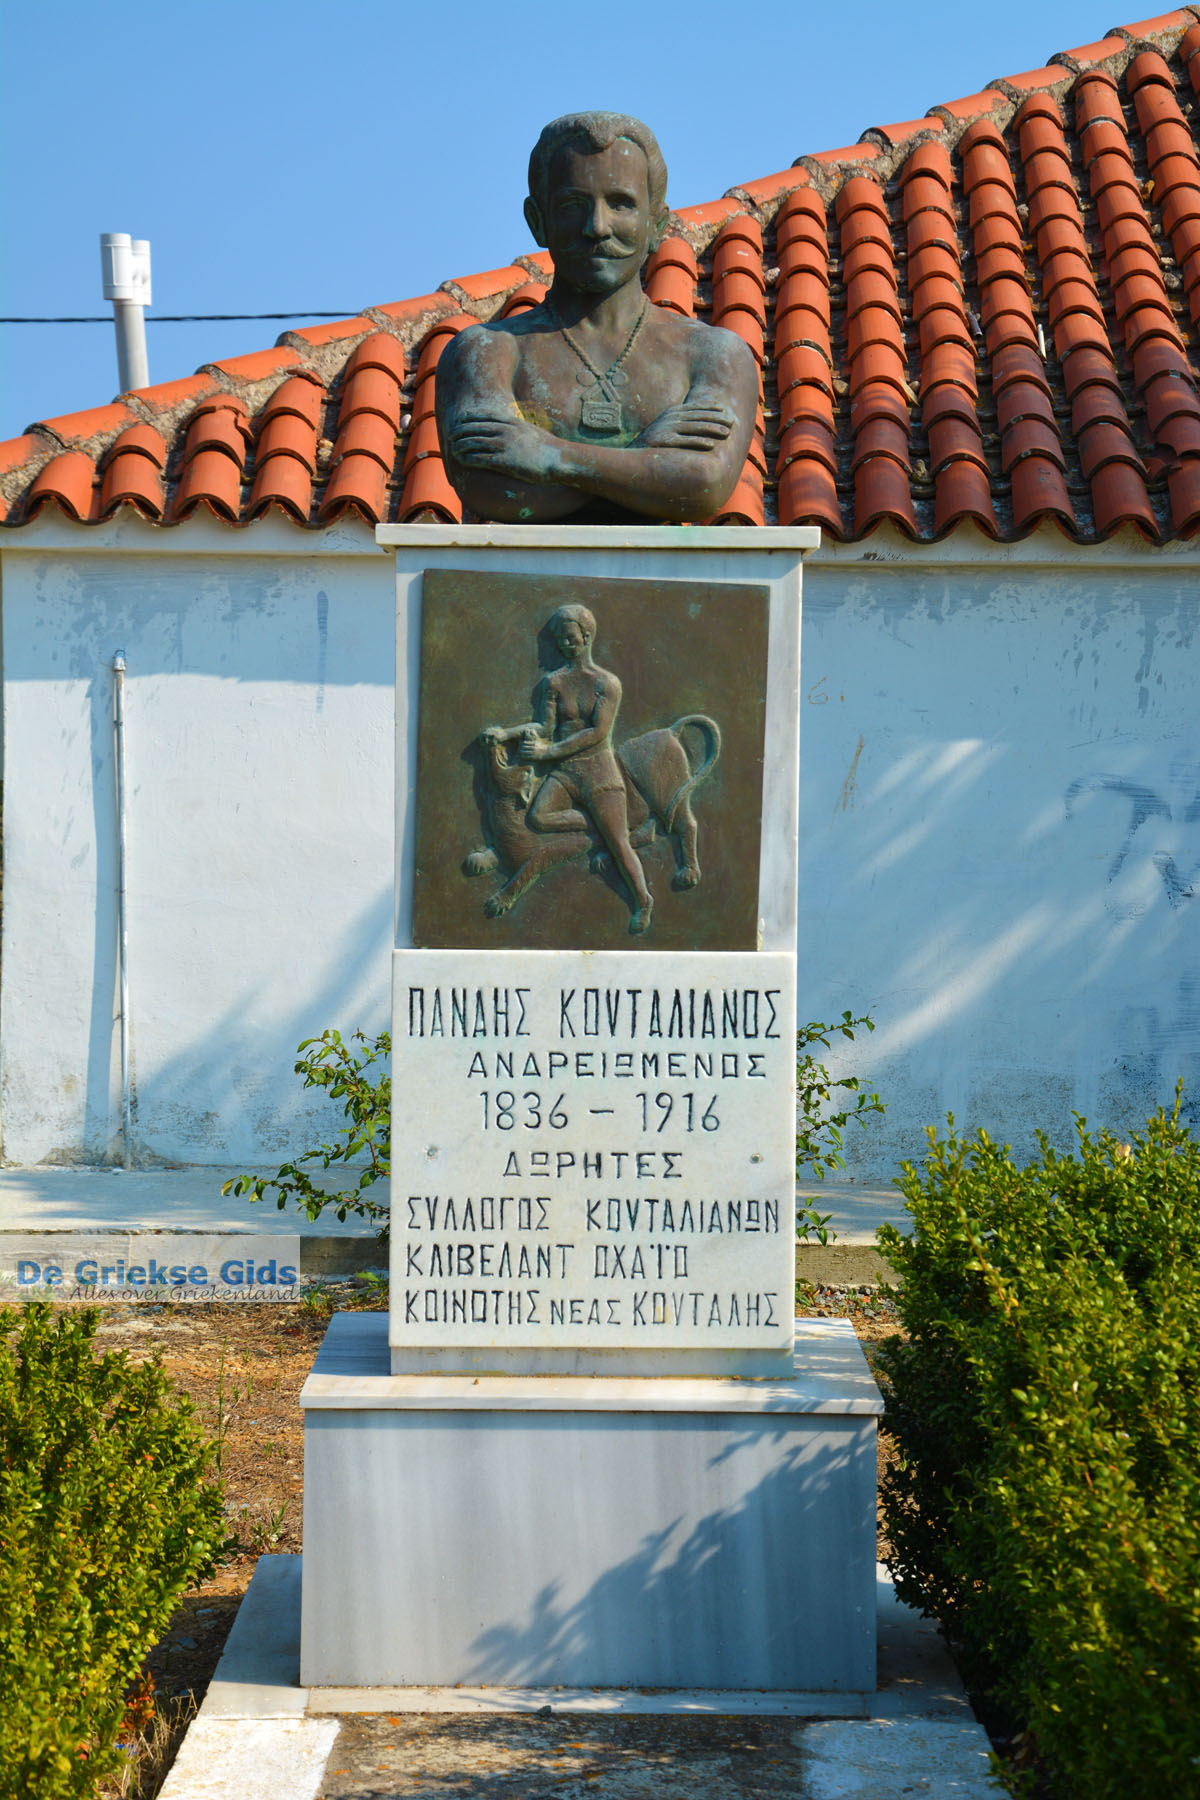 ΠΑΝΑΗΣ ΚΟΥΤΑΛΙΑΝΟΣ
ΑΝΔΡΕΙΩΜΕΝΟΣ
1836 – 1916
ΔΩΡΗΤΕΣ
ΣΥΛΛΟΓΟΣ ΚΟΥΤΑΛΙΑΝΩΝ
ΚΛΙΒΕΛΑΝΤ ΟΧΑΪΟ
ΚΟΙΝΟΤΗΣ ΝΕΑΣ ΚΟΥΤΑΛΗΣ
De Griekse Gids
Alles over Griekenland